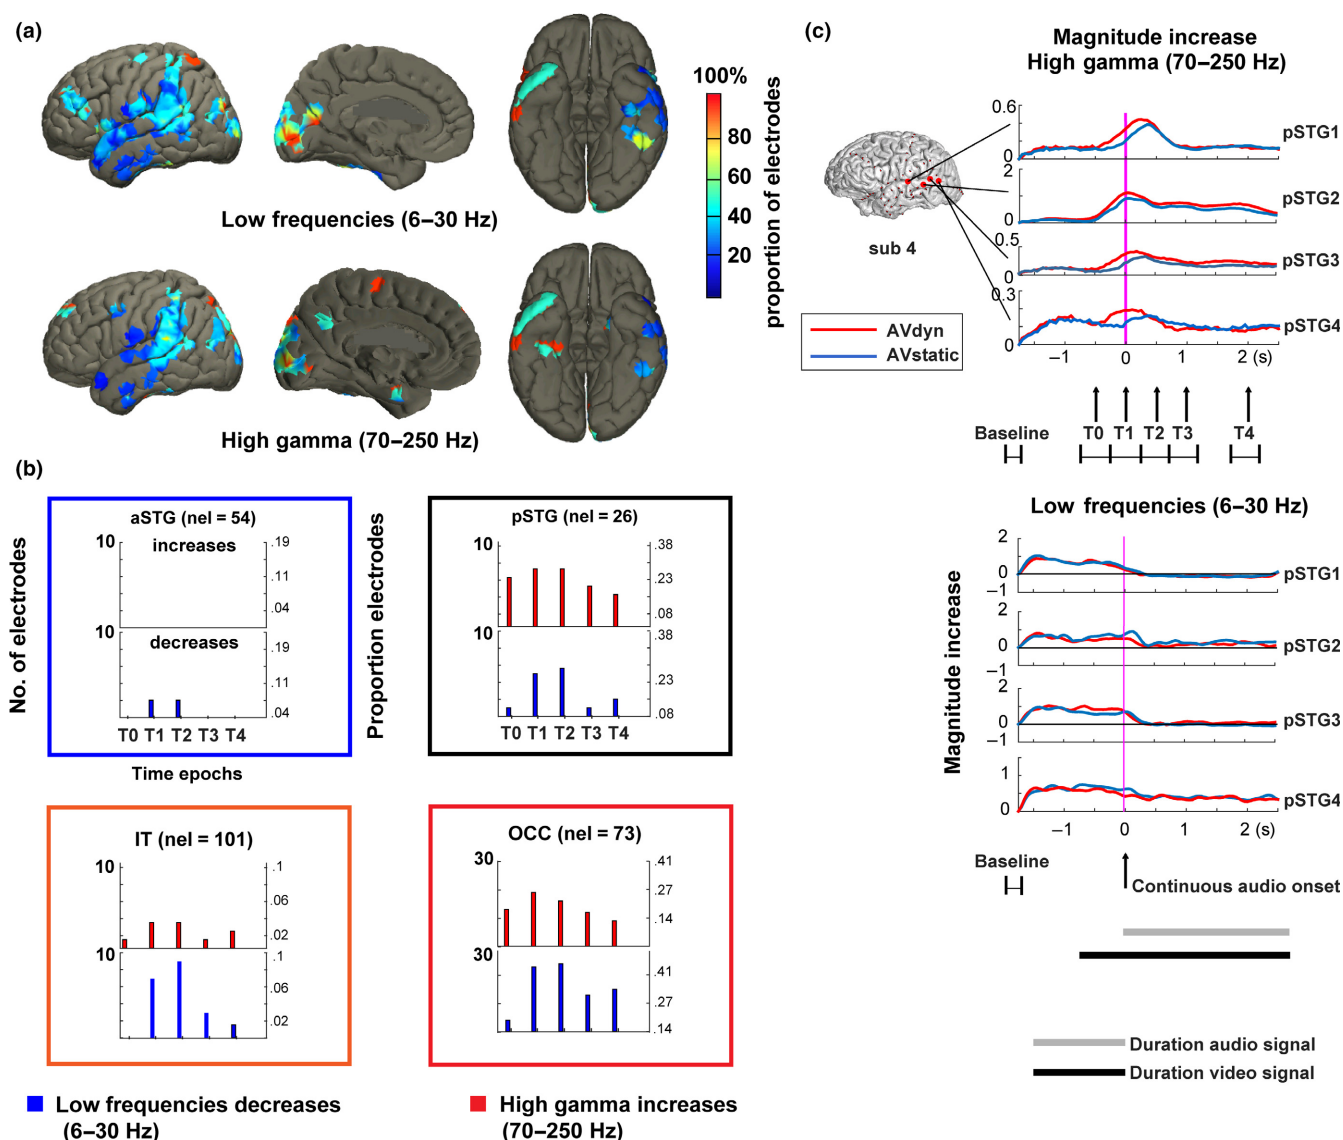 (a)
100%
80
60
40
20
proportion of electrodes
Low frequencies (6–30 Hz)
High gamma (70–250 Hz)
(b)
No. of electrodes
Proportion electrodes
aSTG (nel = 54)
10
increases
.19
.11
.04
10
decreases
.19
.07
.04
T0 T1 T2 T3 T4
Time epochs
pSTG (nel = 26)
10
.38
.23
.08
10
.38
.23
.08
T0 T1 T2 T3 T4
IT (nel = 101)
10
.1
.06
.02
10
.1
.06
.02
OCC (nel = 73)
30
.41
.27
.14
30
.41
.27
.14
Low frequencies decreases
(6–30 Hz)
High gamma increases
(70–250 Hz)
(c)
Magnitude increase
High gamma (70–250 Hz)
sub 4
AVdyn
AVstatic
0.6
0
pSTG1
2
0
pSTG2
0.5
0
pSTG3
0.3
0
pSTG4
–1 0 1 2 (s)
Baseline
T0 T1 T2 T3 T4
Low frequencies (6–30 Hz)
Magnitude increase
2
0
–1
pSTG1
2
0
–1
pSTG2
2
0
–1
pSTG3
1
0
pSTG4
–1 0 1 2 (s)
Baseline
Continuous audio onset
Duration audio signal
Duration video signal